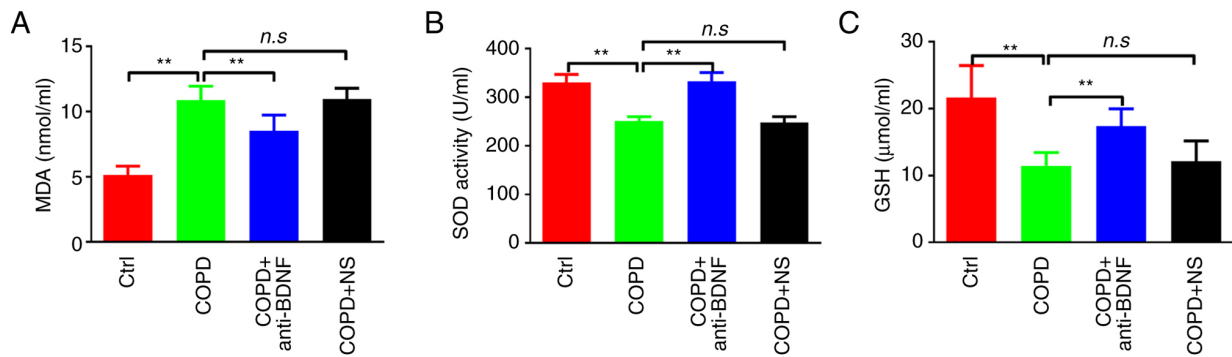 A
MDA (nmol/ml)
15
10
5
0
**
**
n.s
Ctrl
COPD
COPD+
anti-BDNF
COPD+NS
B
SOD activity (U/ml)
400
300
200
100
0
**
**
n.s
Ctrl
COPD
COPD+
anti-BDNF
COPD+NS
C
GSH (μmol/ml)
30
20
10
0
**
**
n.s
Ctrl
COPD
COPD+
anti-BDNF
COPD+NS